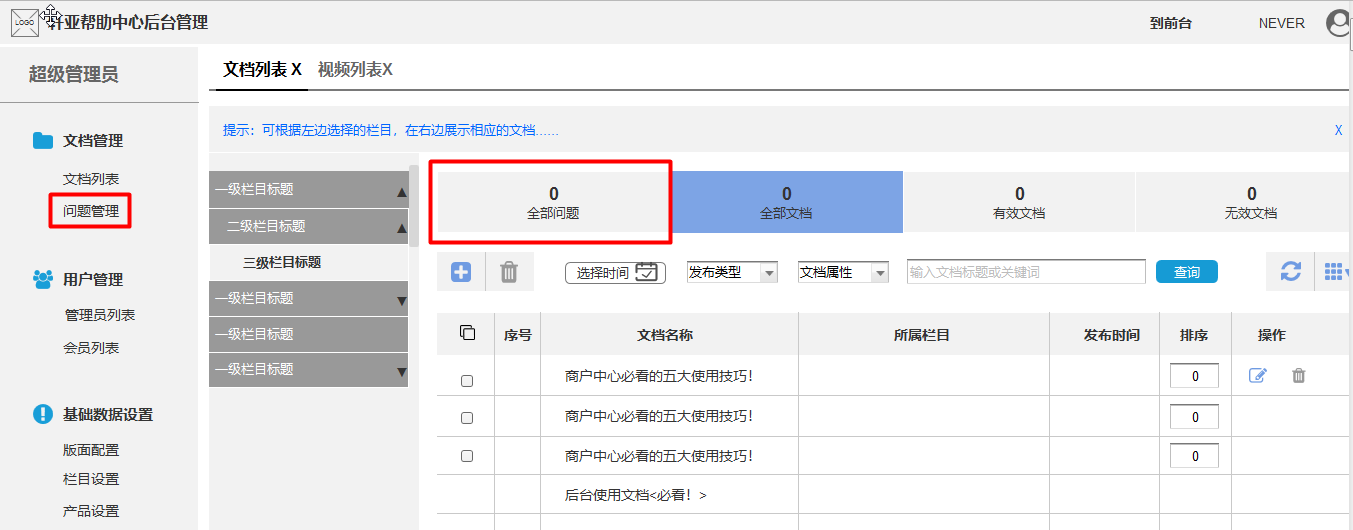 LOGO
轩亚帮助中心后台管理
到前台
NEVER
超级管理员
文档列表 X
视频列表X
提示：可根据左边选择的栏目，在右边展示相应的文档......
X
文档管理
文档列表
问题管理
用户管理
管理员列表
会员列表
基础数据设置
版面配置
栏目设置
产品设置
一级栏目标题
二级栏目标题
三级栏目标题
一级栏目标题
一级栏目标题
一级栏目标题
0
全部问题
0
全部文档
0
有效文档
0
无效文档
选择时间
发布类型
文档属性
输入文档标题或关键词
查询
序号
文档名称
所属栏目
发布时间
排序
操作
商户中心必看的五大使用技巧！
0
商户中心必看的五大使用技巧！
0
商户中心必看的五大使用技巧！
0
后台使用文档<必看！>